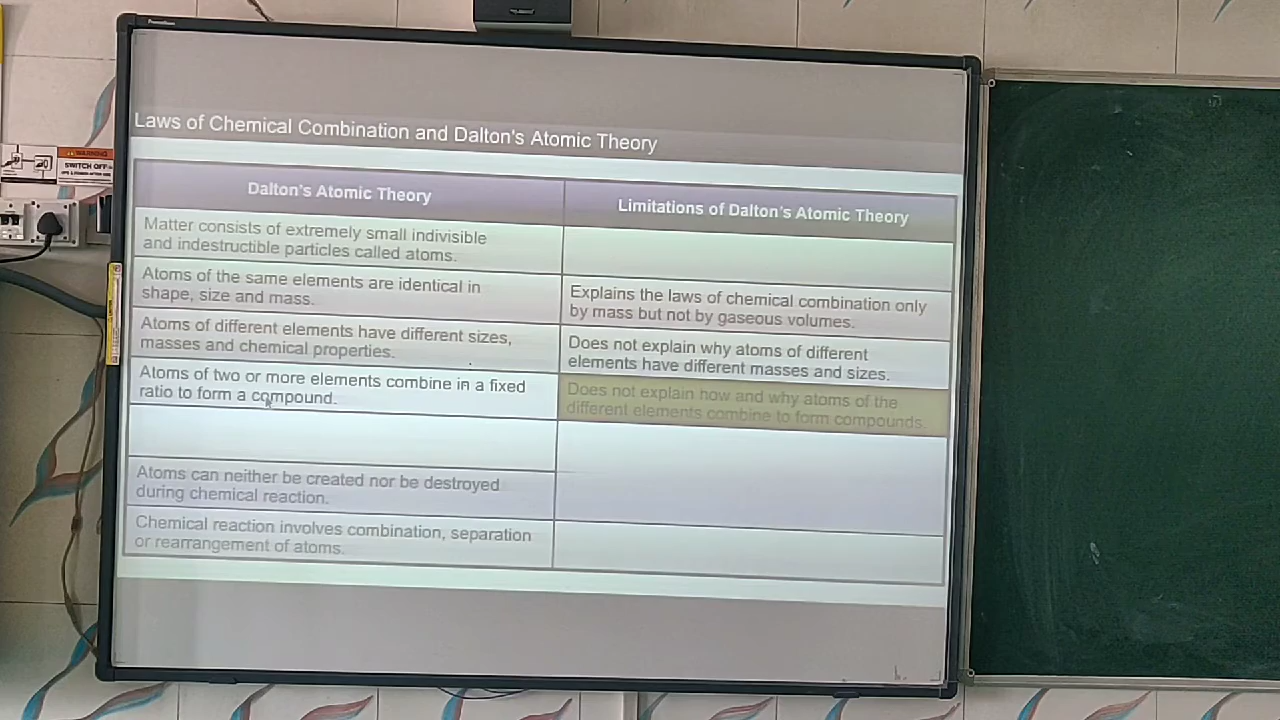 Promethean
Laws of Chemical Combination and Dalton's Atomic Theory
Dalton's Atomic Theory
Limitations of Dalton's Atomic Theory
Matter consists of extremely small indivisible
and indestructible particles called atoms.
Atoms of the same elements are identical in
shape, size and mass.
Explains the laws of chemical combination only
by mass but not by gaseous volumes.
Atoms of different elements have different sizes,
masses and chemical properties.
Does not explain why atoms of different
elements have different masses and sizes.
Atoms of two or more elements combine in a fixed
ratio to form a compound.
Does not explain how and why atoms of the
different elements combine to form compounds.
Atoms can neither be created nor be destroyed
during chemical reaction.
Chemical reaction involves combination, separation
or rearrangement of atoms.
WARNING
SWITCH OFF